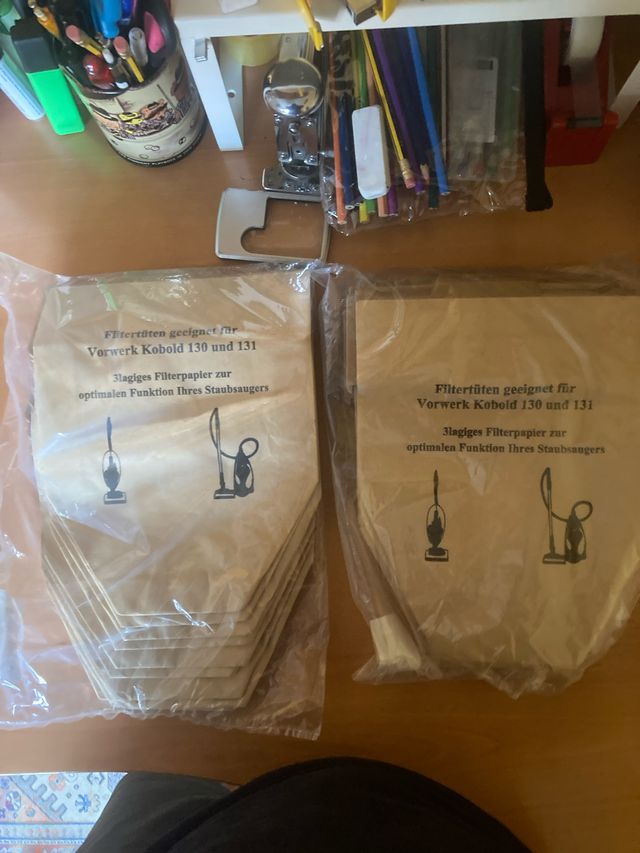 Filtertüten geeignet für
Vorwerk Kobold 130 und 131
3lagiges Filterpapier zur
optimalen Funktion Ihres Staubsaugers
Filtertüten geeignet für
Vorwerk Kobold 130 und 131
3lagiges Filterpapier zur
optimalen Funktion Ihres Staubsaugers